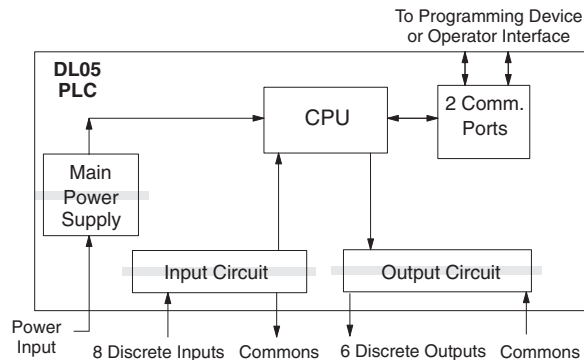 To Programming Device
or Operator Interface
DL05
PLC
CPU
2 Comm.
Ports
Main
Power
Supply
Input Circuit
Output Circuit
Power
Input
8 Discrete Inputs
Commons
6 Discrete Outputs
Commons